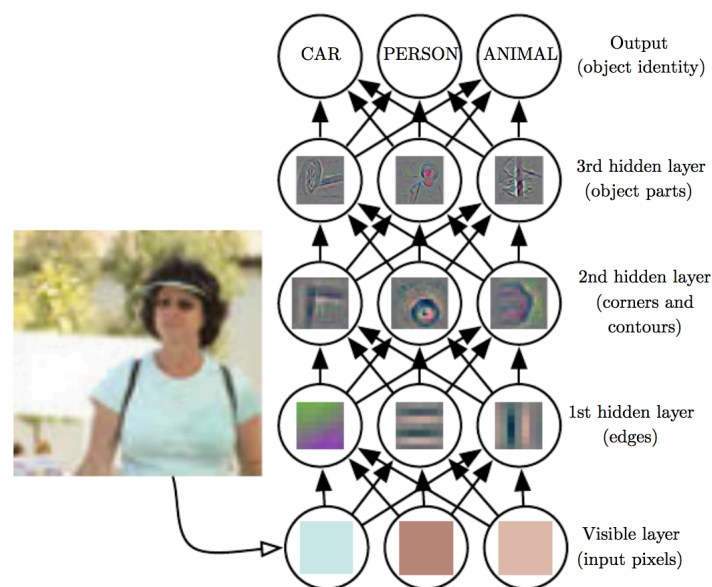 CAR PERSON ANIMAL
Output
(object identity)
3rd hidden layer
(object parts)
2nd hidden layer
(corners and
contours)
1st hidden layer
(edges)
Visible layer
(input pixels)